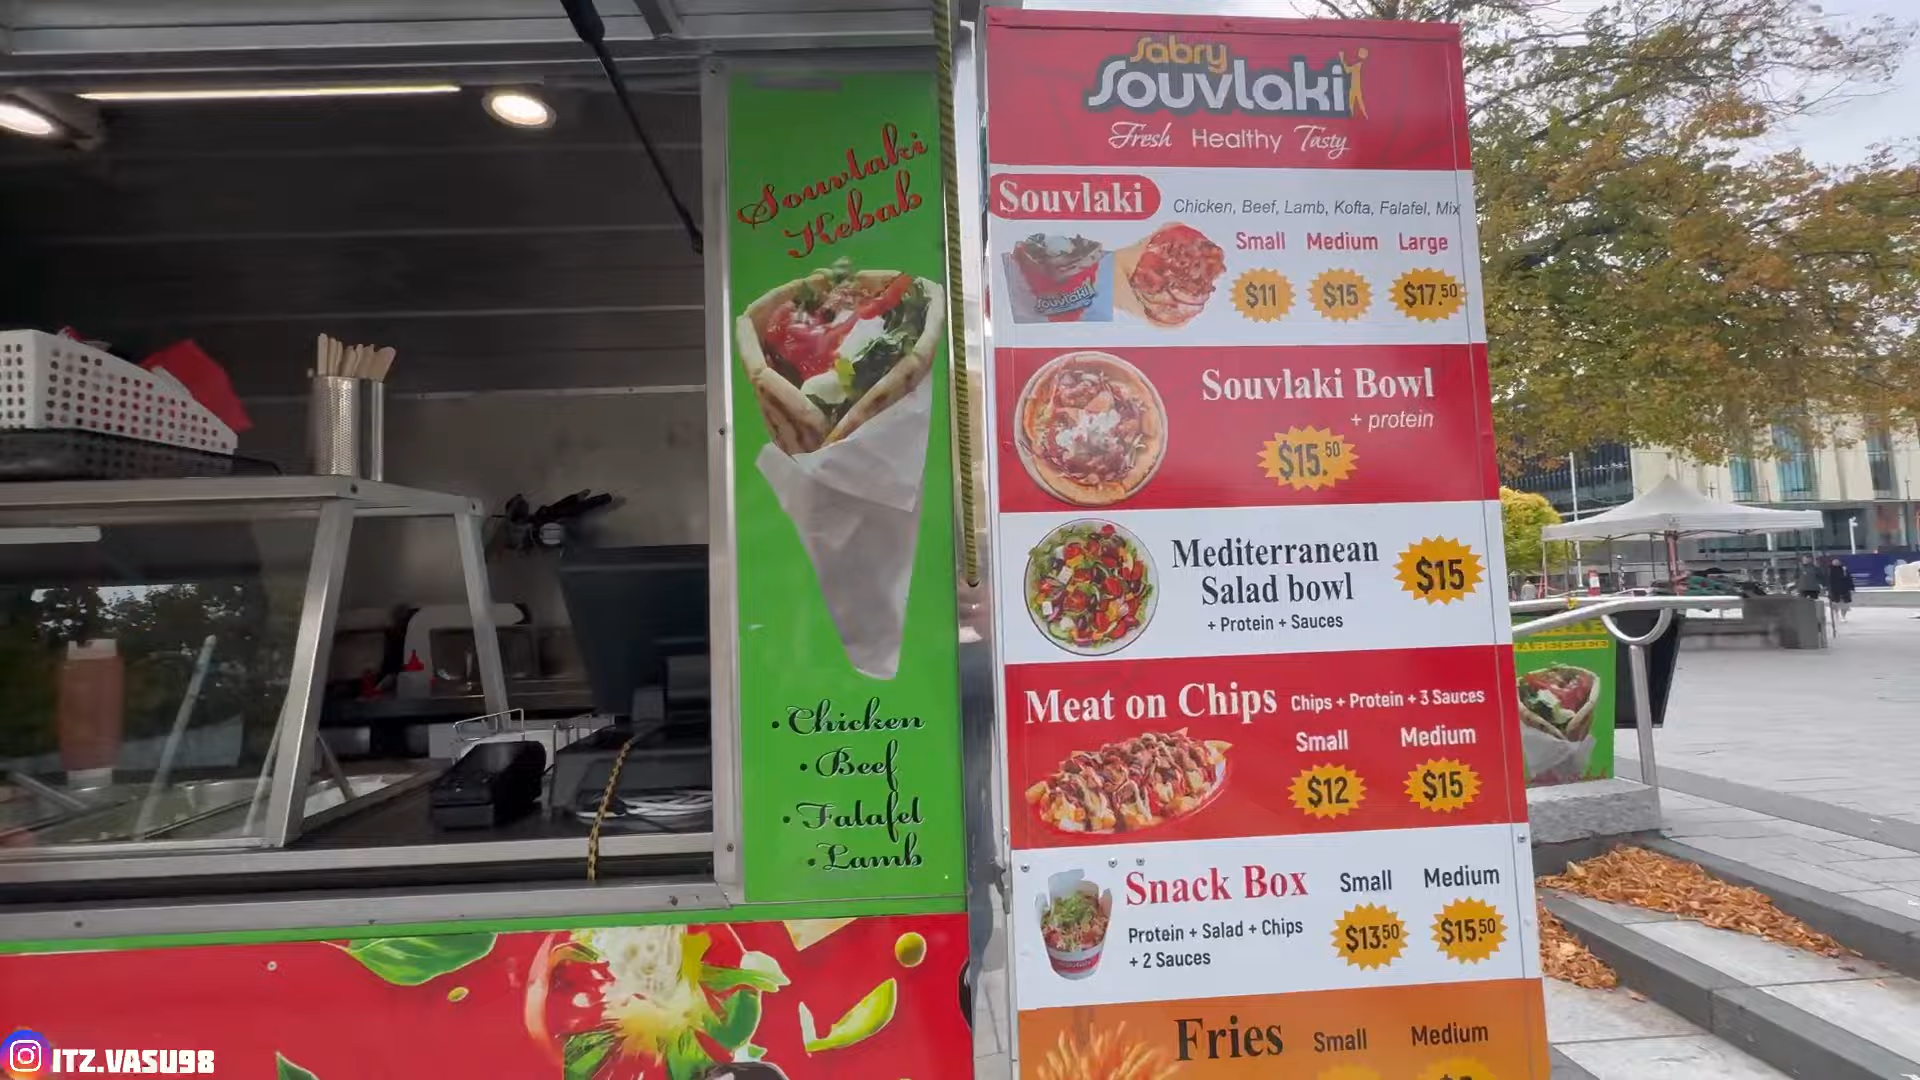 Souvlaki
Kebab
• Chicken
• Beef
• Falafel
• Lamb
Sabry
Souvlaki
Fresh Healthy Tasty
Souvlaki
Chicken, Beef, Lamb, Kofta, Falafel, Mix
Small Medium Large
$11 $15 $17.50
Souvlaki
Souvlaki Bowl
+ protein
$15.50
Mediterranean
Salad bowl
+ Protein + Sauces
$15
Meat on Chips Chips + Protein + 3 Sauces
Small Medium
$12 $15
Snack Box
Small Medium
Protein + Salad + Chips
+ 2 Sauces
$13.50 $15.50
Fries Small Medium
ITZ.VASU98